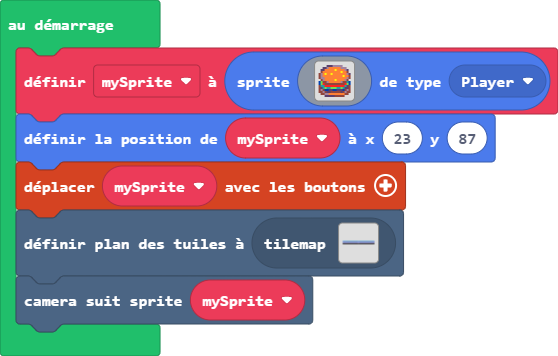 au démarrage
définir mySprite à sprite de type Player
définir la position de mySprite à x 23 y 87
déplacer mySprite avec les boutons
définir plan des tuiles à tilemap
camera suit sprite mySprite